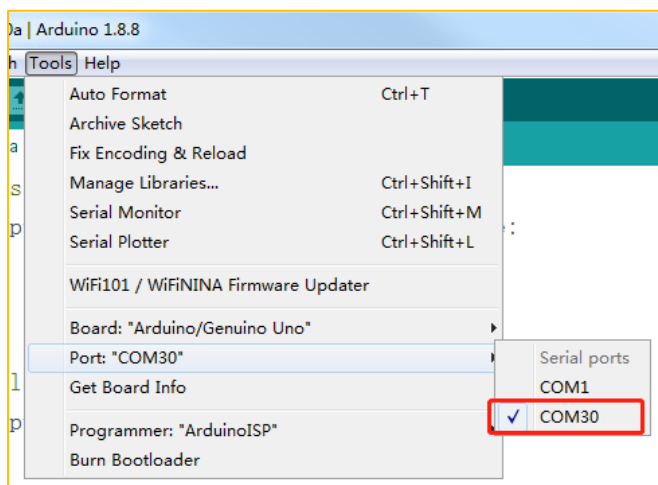 a | Arduino 1.8.8
h Tools Help
Auto Format Ctrl+T
Archive Sketch
a
Fix Encoding & Reload
s
Manage Libraries... Ctrl+Shift+I
Serial Monitor Ctrl+Shift+M
p :
Serial Plotter Ctrl+Shift+L
WiFi101 / WiFiNINA Firmware Updater
Board: "Arduino/Genuino Uno"
Port: "COM30" Serial ports
l
Get Board Info COM1
COM30
p
Programmer: "ArduinoISP"
Burn Bootloader